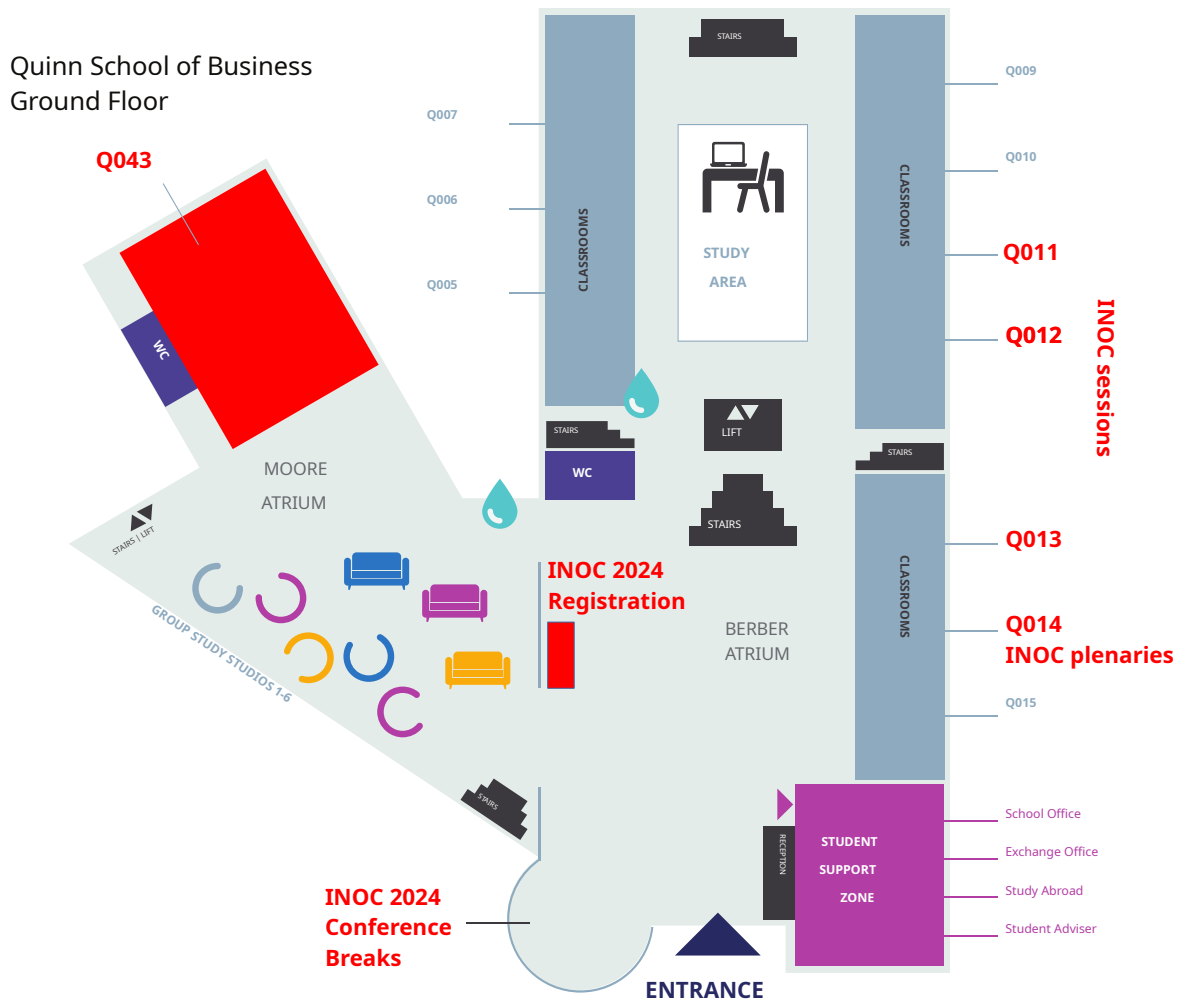 Quinn School of Business
Ground Floor
STAIRS
Q009
Q007
Q010
Q043
CLASSROOMS
Q006
CLASSROOMS
STUDY
AREA
Q011
Q005
Q012
INOC sessions
WC
LIFT
STAIRS
STAIRS
WC
MOORE
ATRIUM
STAIRS
STAIRS | LIFT
Q013
INOC 2024
Registration
CLASSROOMS
GROUP STUDY STUDIOS 1-6
BERBER
ATRIUM
Q014
INOC plenaries
Q015
STAIRS
School Office
RECEPTION
STUDENT
SUPPORT
ZONE
Exchange Office
Study Abroad
Student Adviser
INOC 2024
Conference
Breaks
ENTRANCE